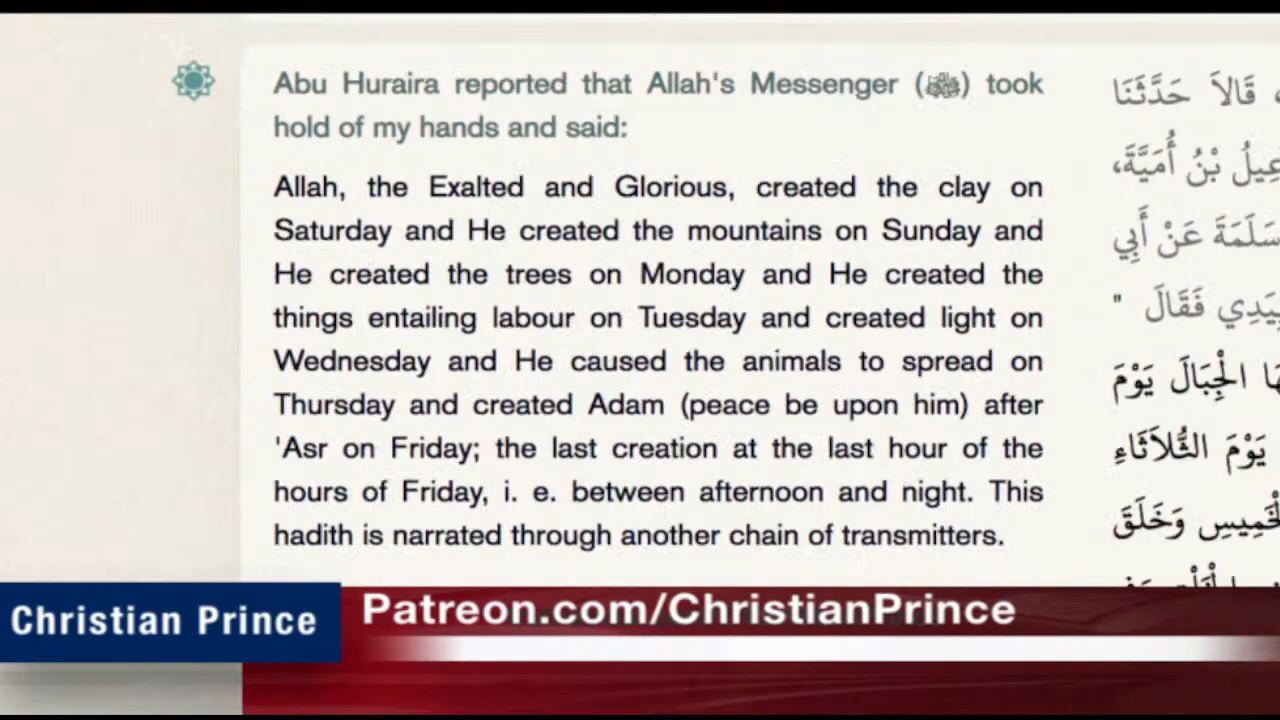 Abu Huraira reported that Allah's Messenger (ﷺ) took
hold of my hands and said:
Allah, the Exalted and Glorious, created the clay on
Saturday and He created the mountains on Sunday and
He created the trees on Monday and He created the
things entailing labour on Tuesday and created light on
Wednesday and He caused the animals to spread on
Thursday and created Adam (peace be upon him) after
'Asr on Friday; the last creation at the last hour of the
hours of Friday, i. e. between afternoon and night. This
hadith is narrated through another chain of transmitters.
، قَالاَ حَدَّثَنَا
بْنُ أُمَيَّةَ،
عَنْ أَبِي
فَقَالَ "
الْجِبَالَ يَوْمَ
يَوْمَ الثُّلاَثَاءِ
وَخَلَقَ
Christian Prince
Patreon.com/ChristianPrince